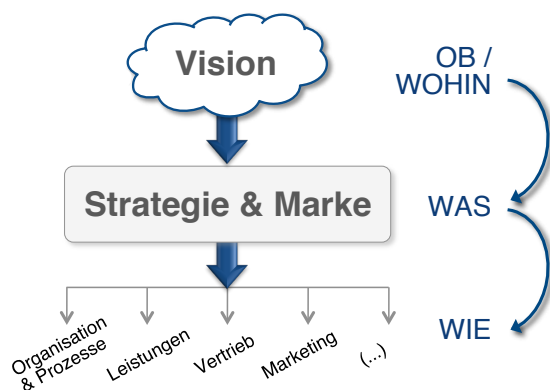 Vision
OB /
WOHIN
Strategie & Marke
WAS
WIE
Organisation
& Prozesse
Leistungen
Vertrieb
Marketing
(...)